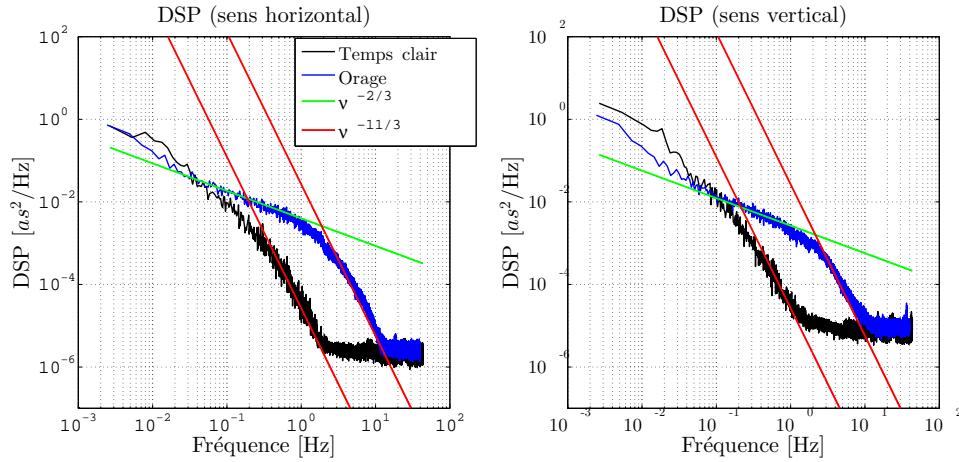 DSP (sens horizontal)
DSP (sens vertical)
Temps clair
Orage
ν -2/3
ν -11/3
DSP [as²/Hz]
10² 10⁰ 10⁻² 10⁻⁴ 10⁻⁶
10⁻³ 10⁻² 10⁻¹ 10⁰ 10¹ 10²
Fréquence [Hz]
DSP [as²/Hz]
10² 10⁰ 10⁻² 10⁻⁴ 10⁻⁶
10⁻³ 10⁻² 10⁻¹ 10⁰ 10¹ 10²
Fréquence [Hz]